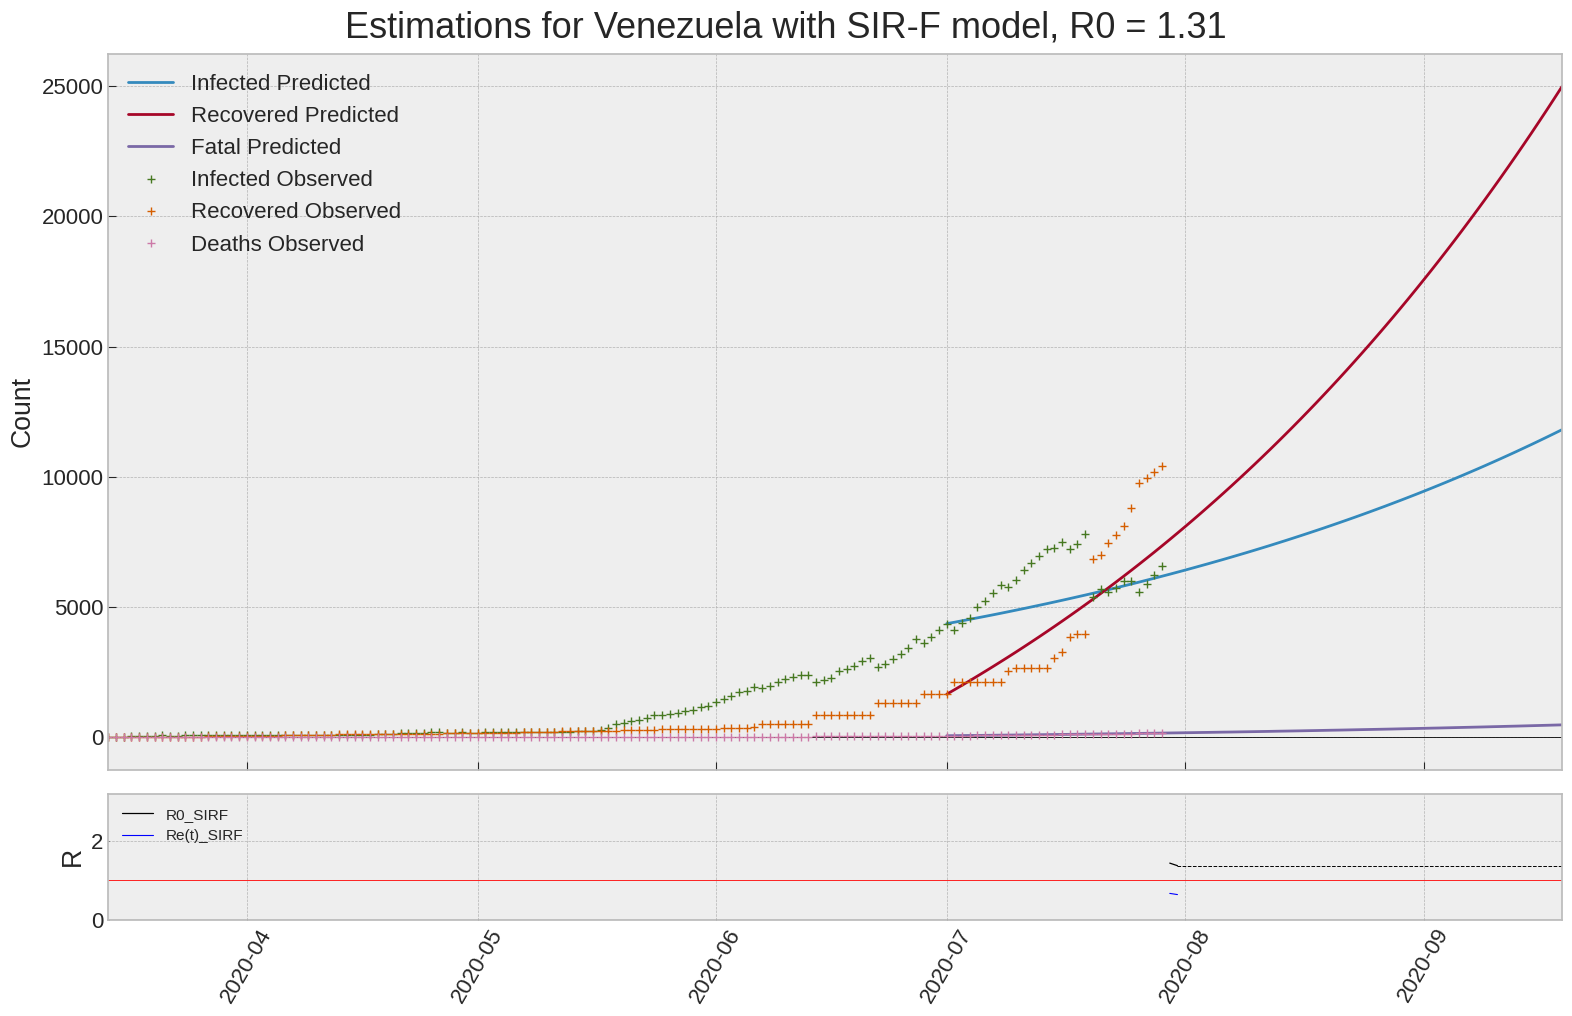 Estimations for Venezuela with SIR-F model, R0 = 1.31
Infected Predicted
Recovered Predicted
Fatal Predicted
Infected Observed
Recovered Observed
Deaths Observed
25000
20000
15000
10000
5000
0
Count
R0_SIRF
Re(t)_SIRF
2
0
R
2020-04
2020-05
2020-06
2020-07
2020-08
2020-09